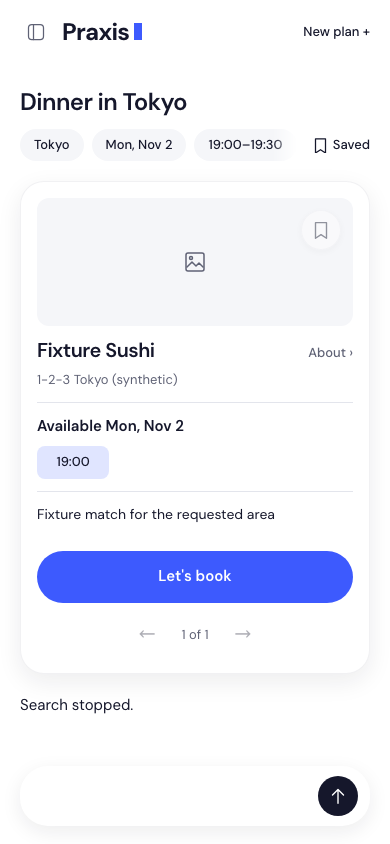 Praxis
New plan +
Dinner in Tokyo
Tokyo
Mon, Nov 2
19:00–19:30
Saved
Fixture Sushi
About ›
1-2-3 Tokyo (synthetic)
Available Mon, Nov 2
19:00
Fixture match for the requested area
Let's book
← 1 of 1 →
Search stopped.